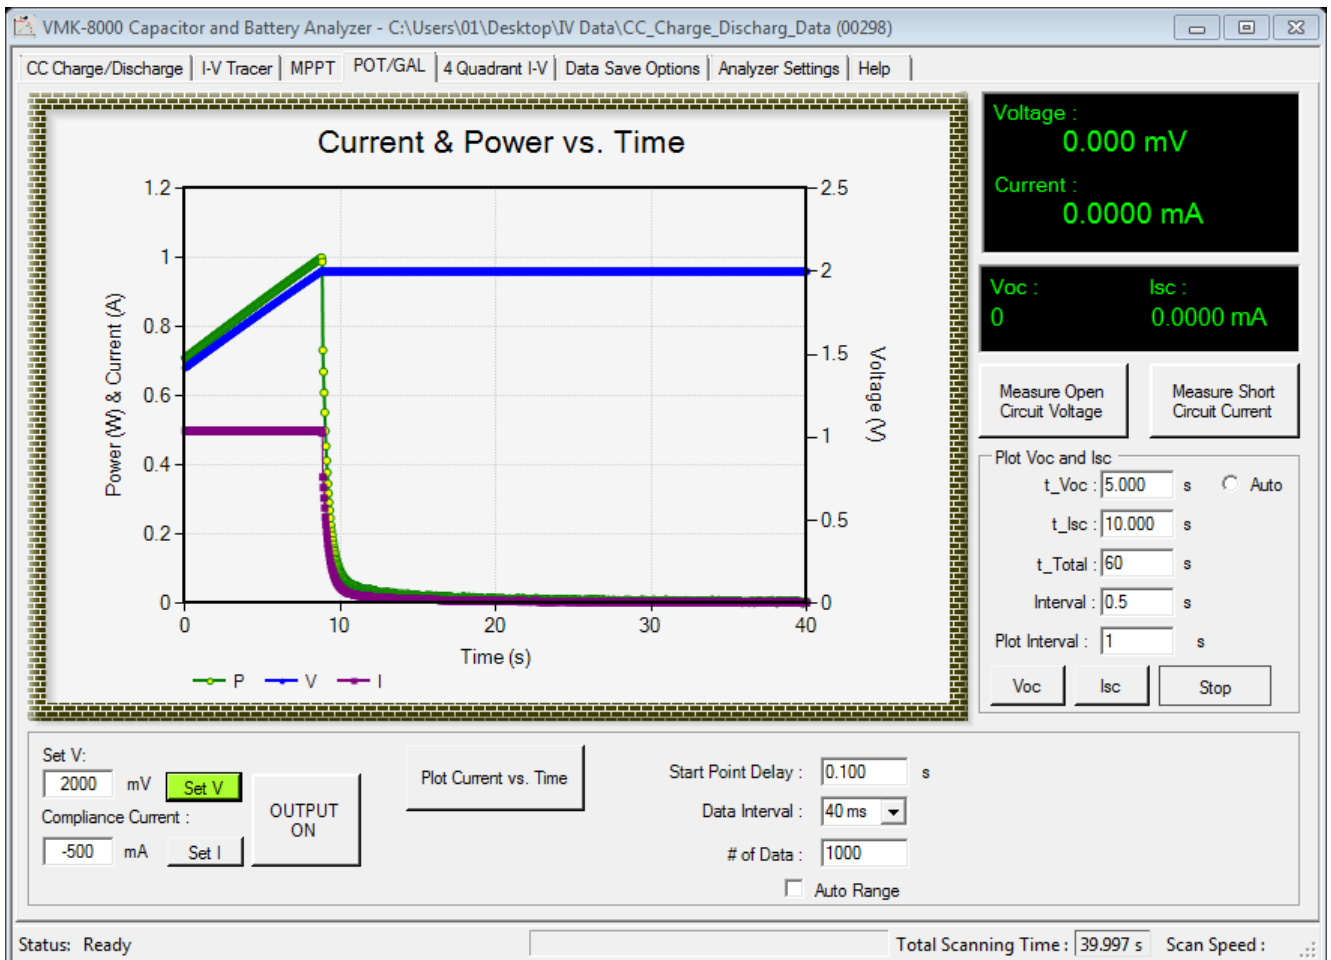 VMK-8000 Capacitor and Battery Analyzer - C:\Users\01\Desktop\IV Data\CC_Charge_Discharg_Data (00298)
CC Charge/Discharge I-V Tracer MPPT POT/GAL 4 Quadrant I-V Data Save Options Analyzer Settings Help
Current & Power vs. Time
1.2
1
0.8
0.6
0.4
0.2
0
Power (W) & Current (A)
2.5
2
1.5
1
0.5
0
Voltage (V)
0 10 20 30 40
Time (s)
P V I
Voltage :
0.000 mV
Current :
0.0000 mA
Voc : Isc :
0 0.0000 mA
Measure Open
Circuit Voltage
Measure Short
Circuit Current
Plot Voc and Isc
t_Voc : 5.000 s Auto
t_Isc : 10.000 s
t_Total : 60 s
Interval : 0.5 s
Plot Interval : 1 s
Voc Isc Stop
Set V:
2000 mV Set V
Compliance Current :
-500 mA Set I
OUTPUT
ON
Plot Current vs. Time
Start Point Delay : 0.100 s
Data Interval : 40 ms
# of Data : 1000
Auto Range
Status: Ready
Total Scanning Time : 39.997 s Scan Speed :